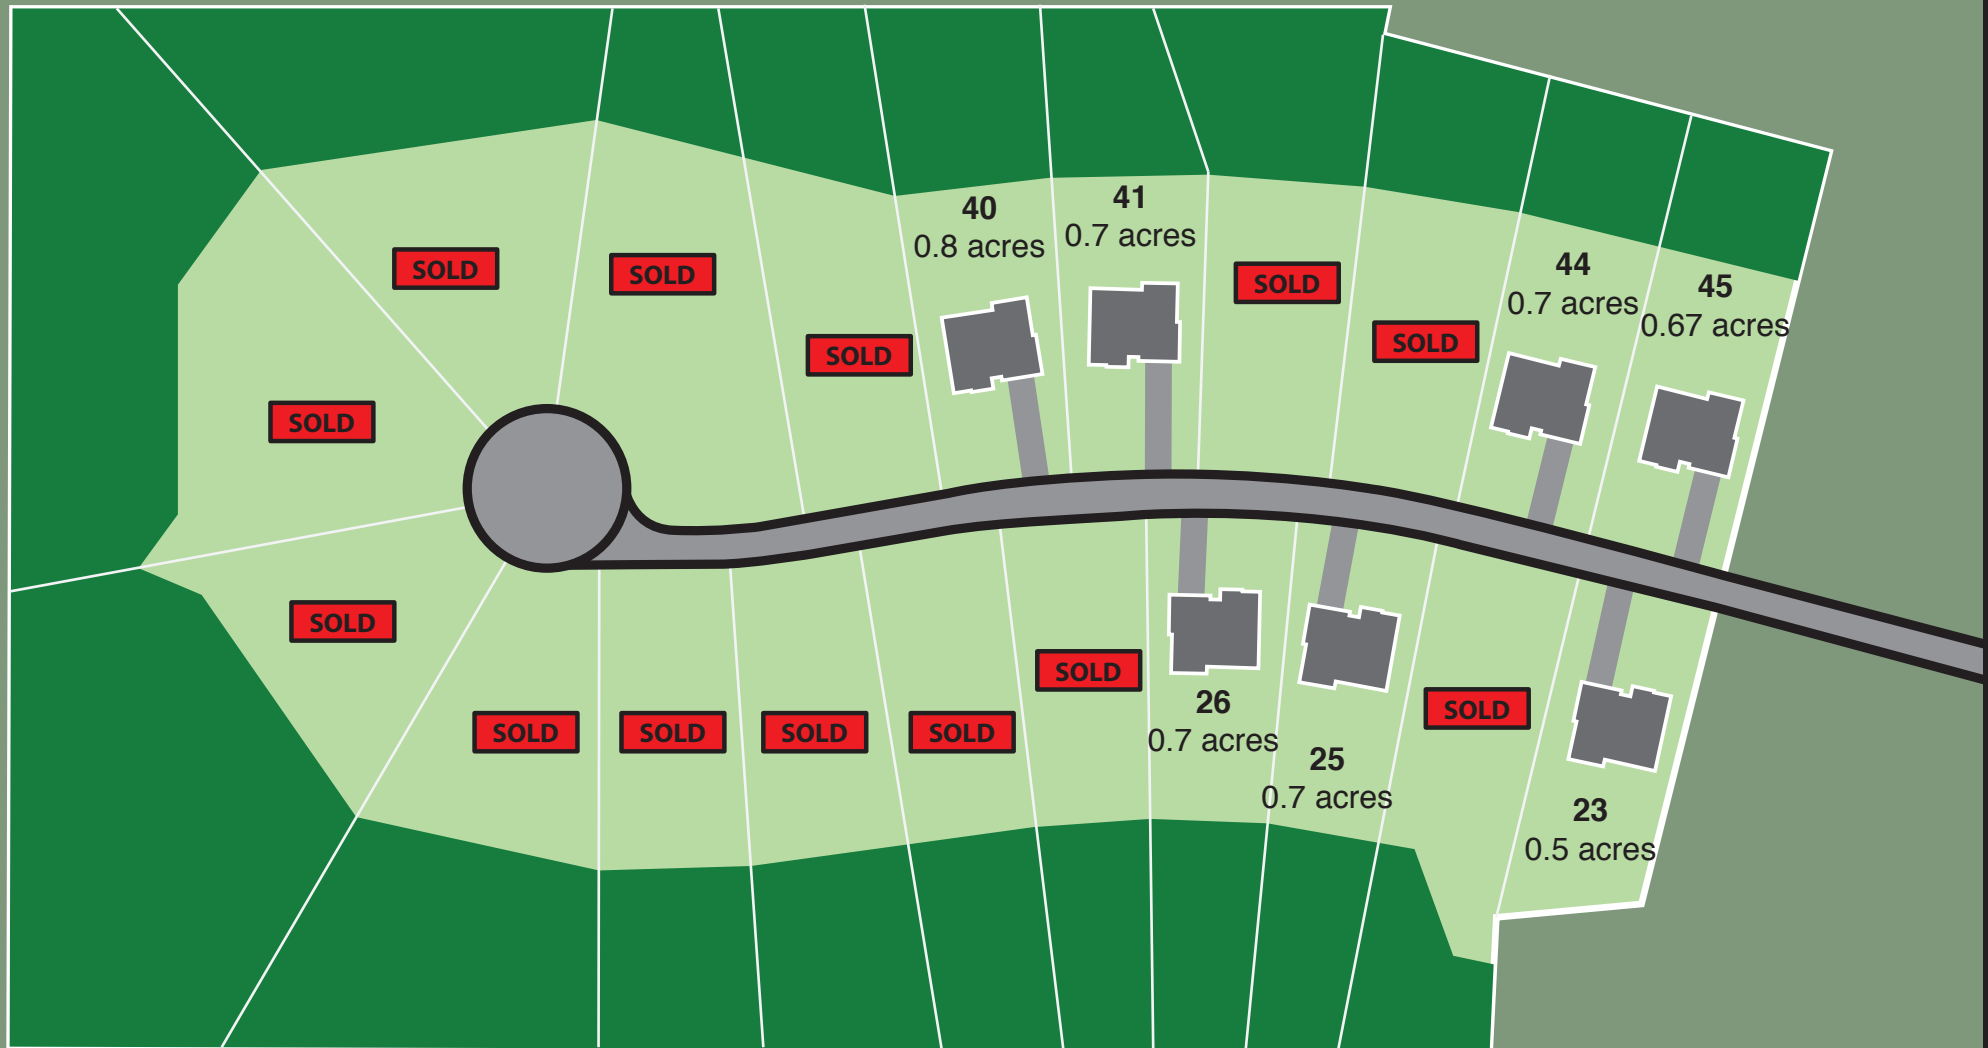 40
0.8 acres
41
0.7 acres
SOLD
SOLD
SOLD
44
0.7 acres
45
0.67 acres
SOLD
SOLD
SOLD
SOLD
SOLD
SOLD
SOLD
SOLD
SOLD
SOLD
26
0.7 acres
25
0.7 acres
SOLD
23
0.5 acres